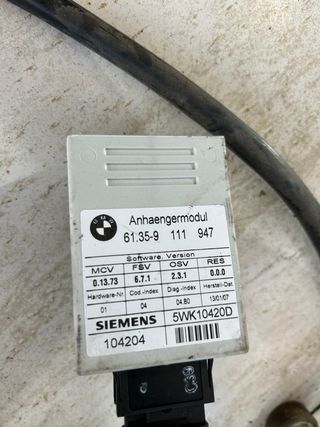 Anhaengermodul
61.35-9 111 947
Software. Version
MCV FSV OSV RES
0.13.73 6.7.1 2.3.1 0.0.0
Hardware-Nr. Cod.-Index Diag.-Index Herstell-Dat.
01 04 04.B0 13/01/07
SIEMENS 5WK10420D
104204